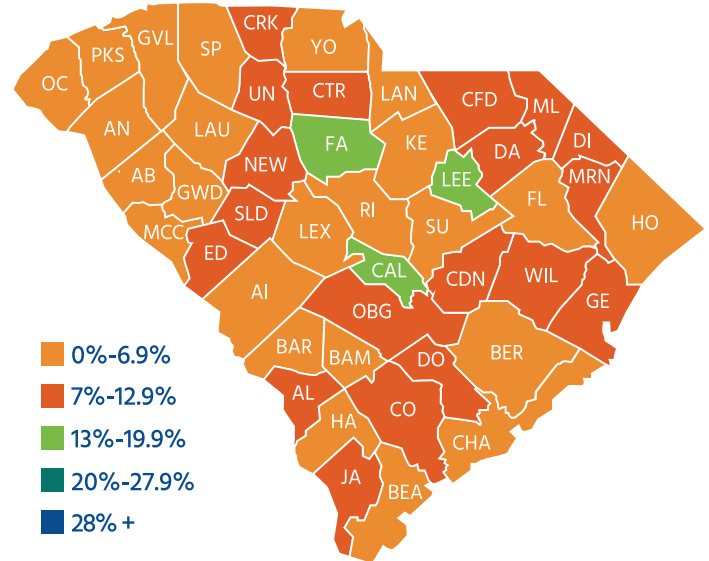 CRK
GVL
SP
YO
PKS
OC
UN
CTR
LAN
CFD
ML
AN
LAU
FA
KE
DI
DA
NEW
LEE
MRN
AB
GWD
FL
SLD
RI
HO
MCC
LEX
SU
ED
CAL
CDN
WIL
AI
OBG
GE
BAR
BAM
DO
BER
AL
HA
CO
CHA
JA
BEA
0%-6.9%
7%-12.9%
13%-19.9%
20%-27.9%
28% +